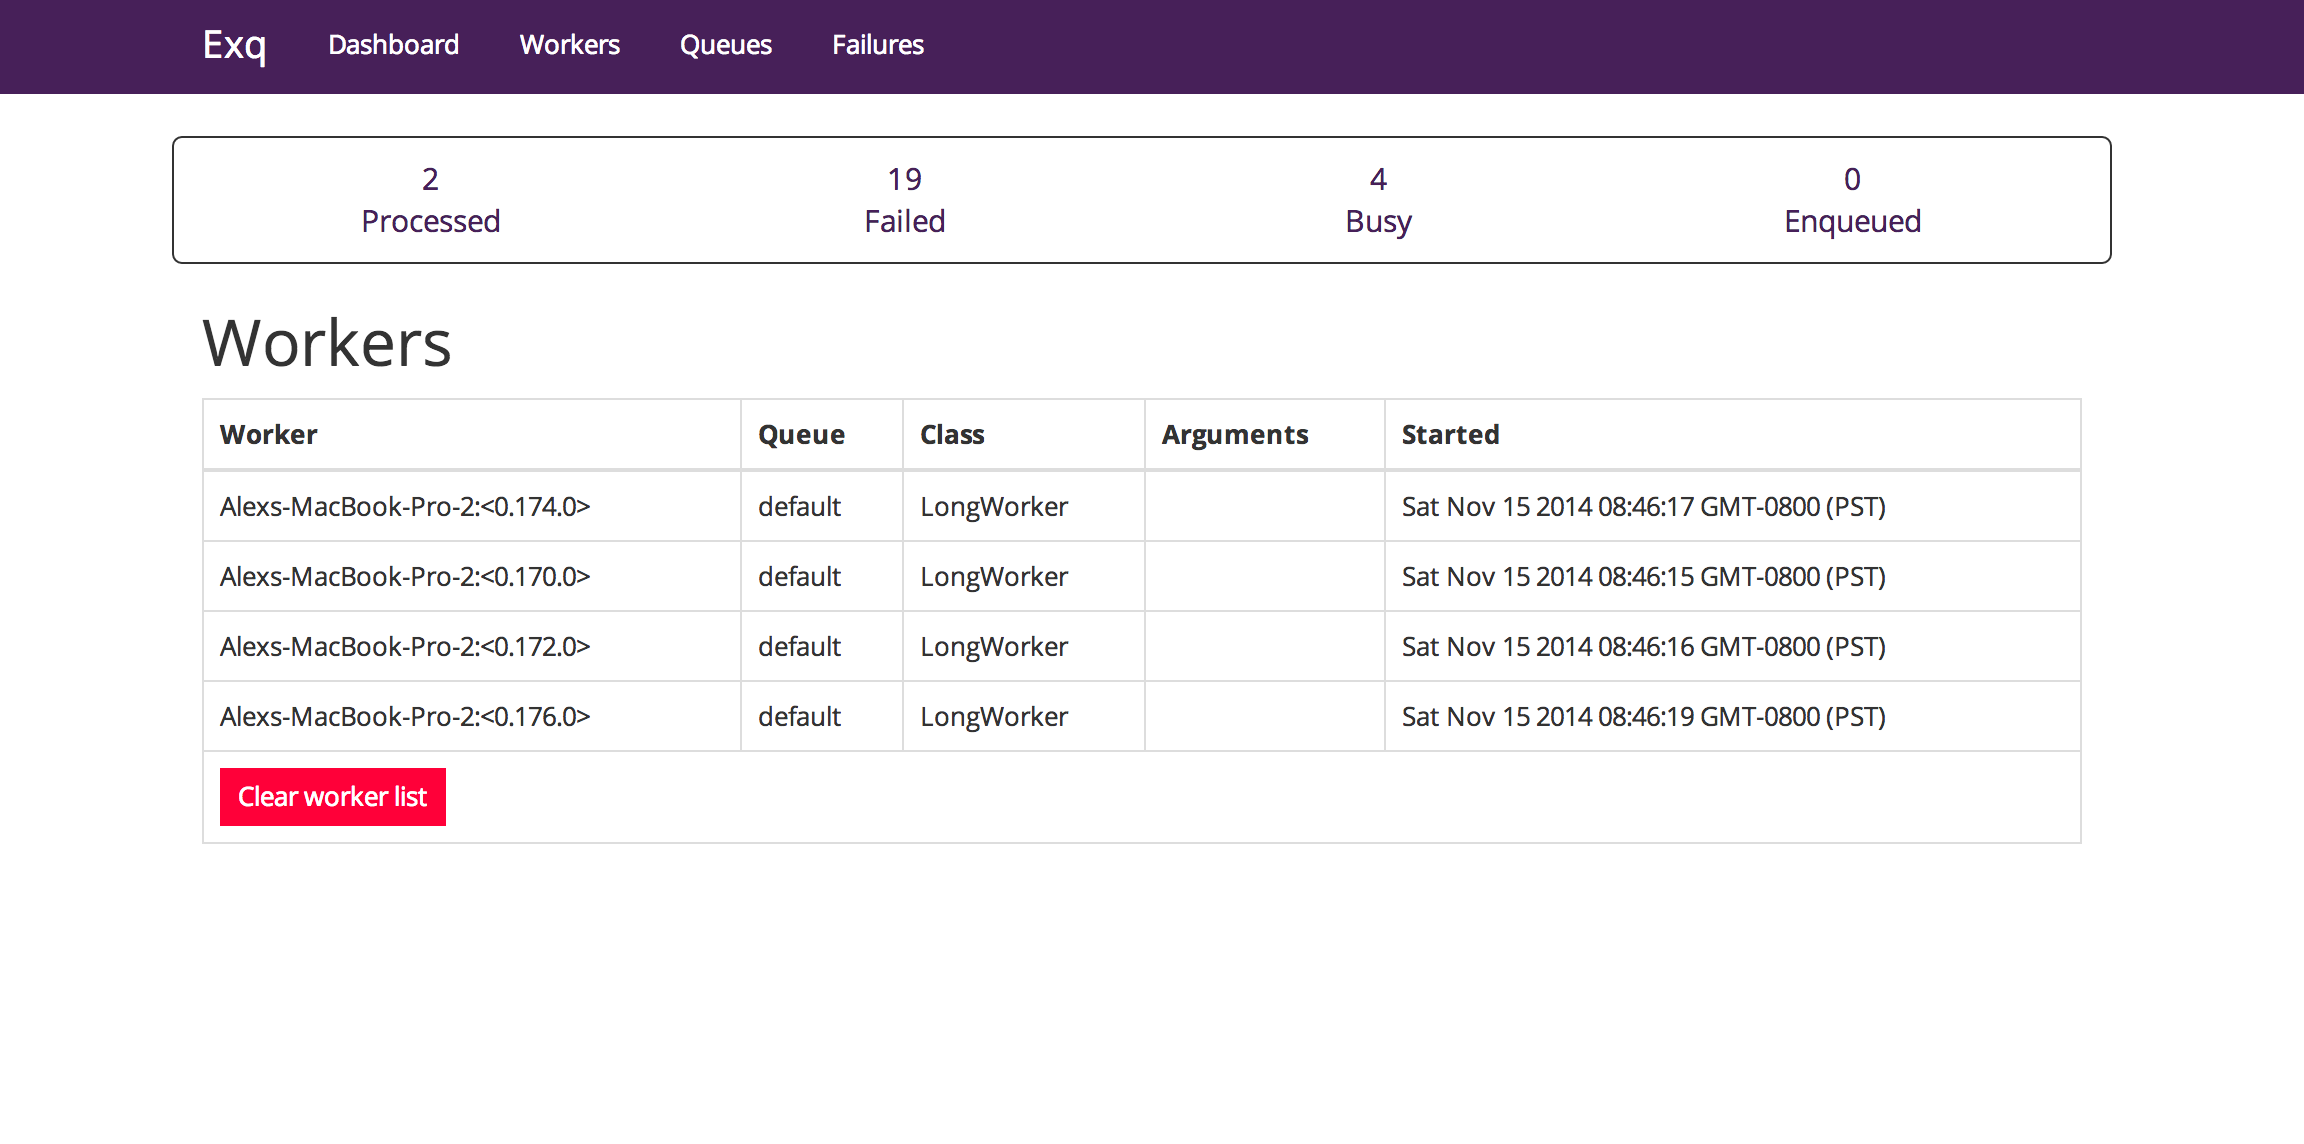 Exq Dashboard Workers Queues Failures
2 19 4 0
Processed Failed Busy Enqueued
Workers
Worker Queue Class Arguments Started
Alexs-MacBook-Pro-2:<0.174.0> default LongWorker Sat Nov 15 2014 08:46:17 GMT-0800 (PST)
Alexs-MacBook-Pro-2:<0.170.0> default LongWorker Sat Nov 15 2014 08:46:15 GMT-0800 (PST)
Alexs-MacBook-Pro-2:<0.172.0> default LongWorker Sat Nov 15 2014 08:46:16 GMT-0800 (PST)
Alexs-MacBook-Pro-2:<0.176.0> default LongWorker Sat Nov 15 2014 08:46:19 GMT-0800 (PST)
Clear worker list